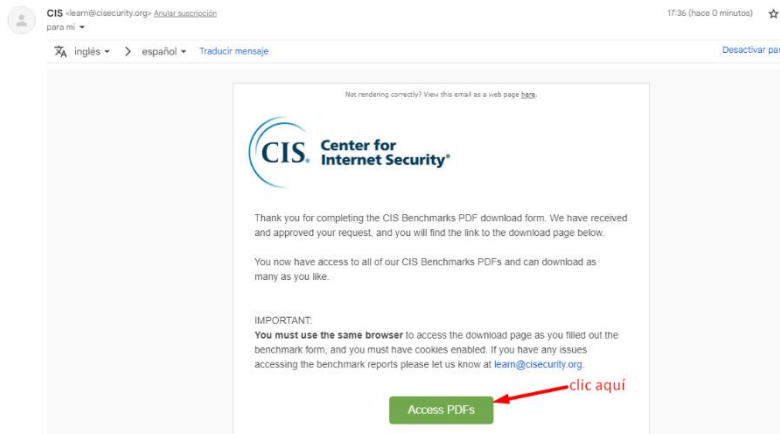 CIS <learn@cisecurity.org> Anular suscripción
17:36 (hace 0 minutos)
para mí
inglés > español Traducir mensaje
Desactivar par
Not rendering correctly? View this email as a web page here.
CIS. Center for
Internet Security®
Thank you for completing the CIS Benchmarks PDF download form. We have received
and approved your request, and you will find the link to the download page below.
You now have access to all of our CIS Benchmarks PDFs and can download as
many as you like.
IMPORTANT:
You must use the same browser to access the download page as you filled out the
benchmark form, and you must have cookies enabled. If you have any issues
accessing the benchmark reports please let us know at learn@cisecurity.org.
clic aquí
Access PDFs